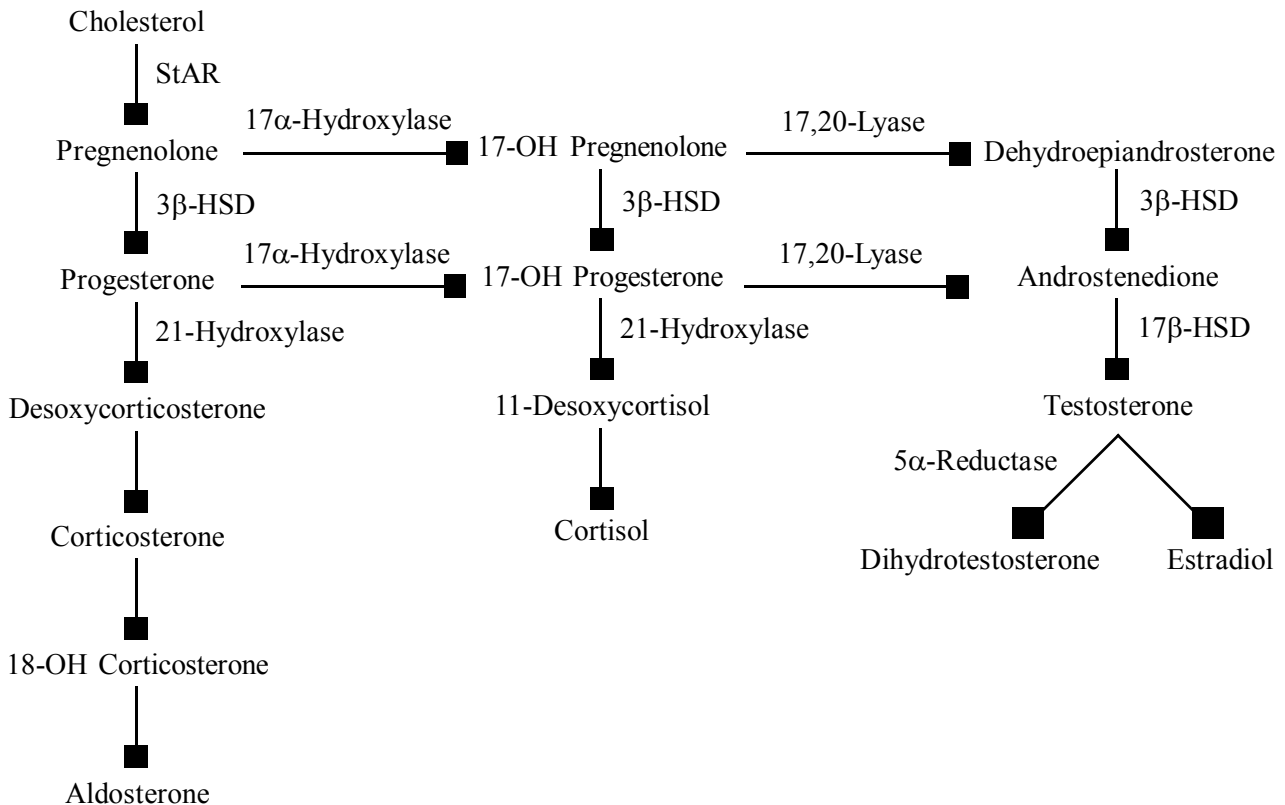 Cholesterol
StAR
17α-Hydroxylase
17,20-Lyase
Pregnenolone
17-OH Pregnenolone
Dehydroepiandrosterone
3β-HSD
3β-HSD
3β-HSD
17α-Hydroxylase
17,20-Lyase
Progesterone
17-OH Progesterone
Androstenedione
21-Hydroxylase
21-Hydroxylase
17β-HSD
Desoxycorticosterone
11-Desoxycortisol
Testosterone
5α-Reductase
Corticosterone
Cortisol
Dihydrotestosterone
Estradiol
18-OH Corticosterone
Aldosterone